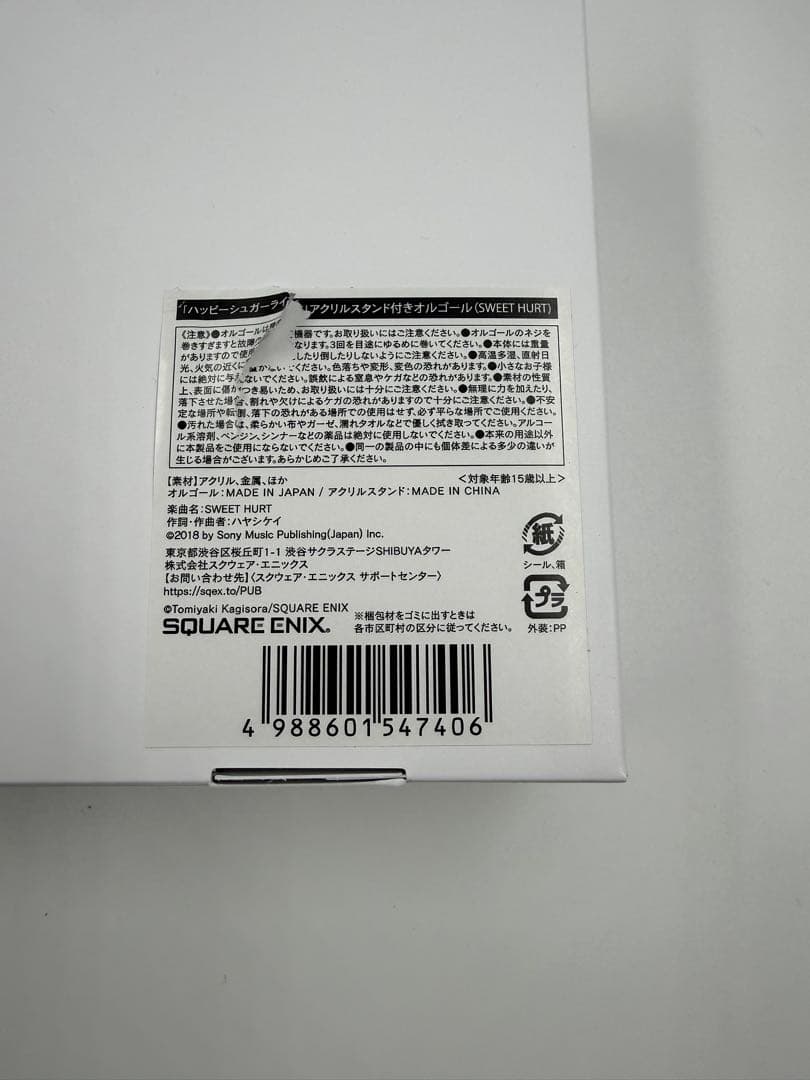 「ハッピーシュガーライ 」アクリルスタンド付きオルゴール(SWEET HURT)
《注意》●オルゴールは 機器です。お取り扱いにはご注意ください。●オルゴールのネジを
巻きすぎますと故障の なります。3回を目途にゆるめに巻いてください。●本体には重量
がありますので使用 したり倒したりしないようにご注意ください。●高温多湿、直射日
光、火気の近くに ください。色落ちや変形、変色の恐れがあります。●小さなお子様
には絶対に与え ないでください。誤飲による窒息やケガなどの恐れがあります。●素材の性質
上、表面に傷がつき易いため、お取り扱いには十分にご注意ください。●無理に力を加えたり、
落下させた場合、割れや欠けによるケガの恐れがありますので十分にご注意ください。●不安
定な場所や転倒、落下の恐れがある場所での使用はせず、必ず平らな場所でご使用ください。
●汚れた場合は、柔らかい布やガーゼ、濡れタオルなどで優しく拭き取ってください。アルコー
ル系溶剤、ベンジン、シンナーなどの薬品は絶対に使用しないでください。●本来の用途以外
に本製品をご使用にならないでください。●同一の製品の中にも個体差による多少の違いが
生じる場合がございます。あらかじめご了承ください。
【素材】アクリル、金属、ほか <対象年齢15歳以上>
オルゴール:MADE IN JAPAN / アクリルスタンド:MADE IN CHINA
楽曲名:SWEET HURT
作詞・作曲者:ハヤシケイ
©2018 by Sony Music Publishing(Japan) Inc.
東京都渋谷区桜丘町1-1 渋谷サクラステージSHIBUYAタワー
株式会社スクウェア・エニックス
【お問い合わせ先】〈スクウェア・エニックス サポートセンター〉
https://sqex.to/PUB
紙
シール、箱
プラ
外装:PP
©Tomiyaki Kagisora/SQUARE ENIX
SQUARE ENIX®
※梱包材をゴミに出すときは
各市区町村の区分に従ってください。
4 988601 547406